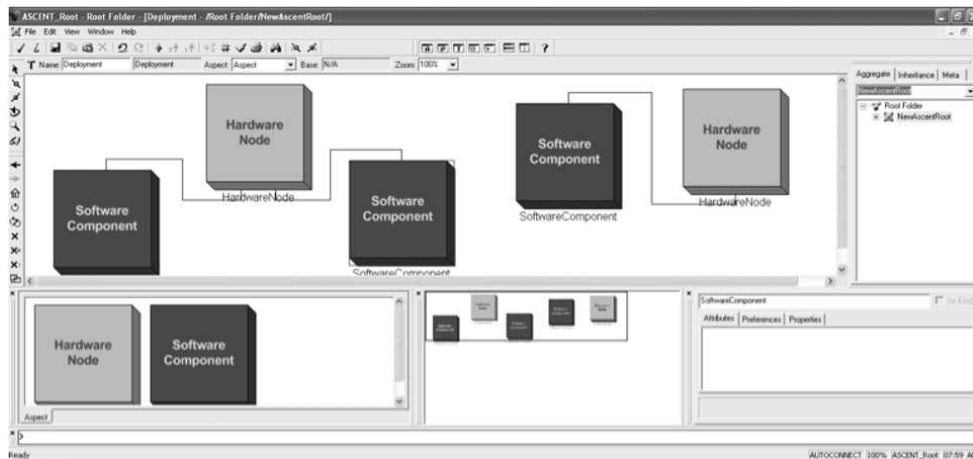 ASCENT_Root - Root Folder - [Deployment - /Root Folder/NewAscentRoot/]
File Edit View Window Help
Name: Deployment Deployment Aspect: Aspect Base: N/A Zoom: 100%
Aggregate Inheritance Meta
NewAscentRoot
Root Folder
NewAscentRoot
Hardware
Node
HardwareNode
Software
Component
Software
Component
SoftwareComponent
Software
Component
SoftwareComponent
Hardware
Node
HardwareNode
Hardware
Node
Software
Component
Aspect
SoftwareComponent
Attributes Preferences Properties
Ready
AUTOCONNECT 100% ASCENT_Root 07:59